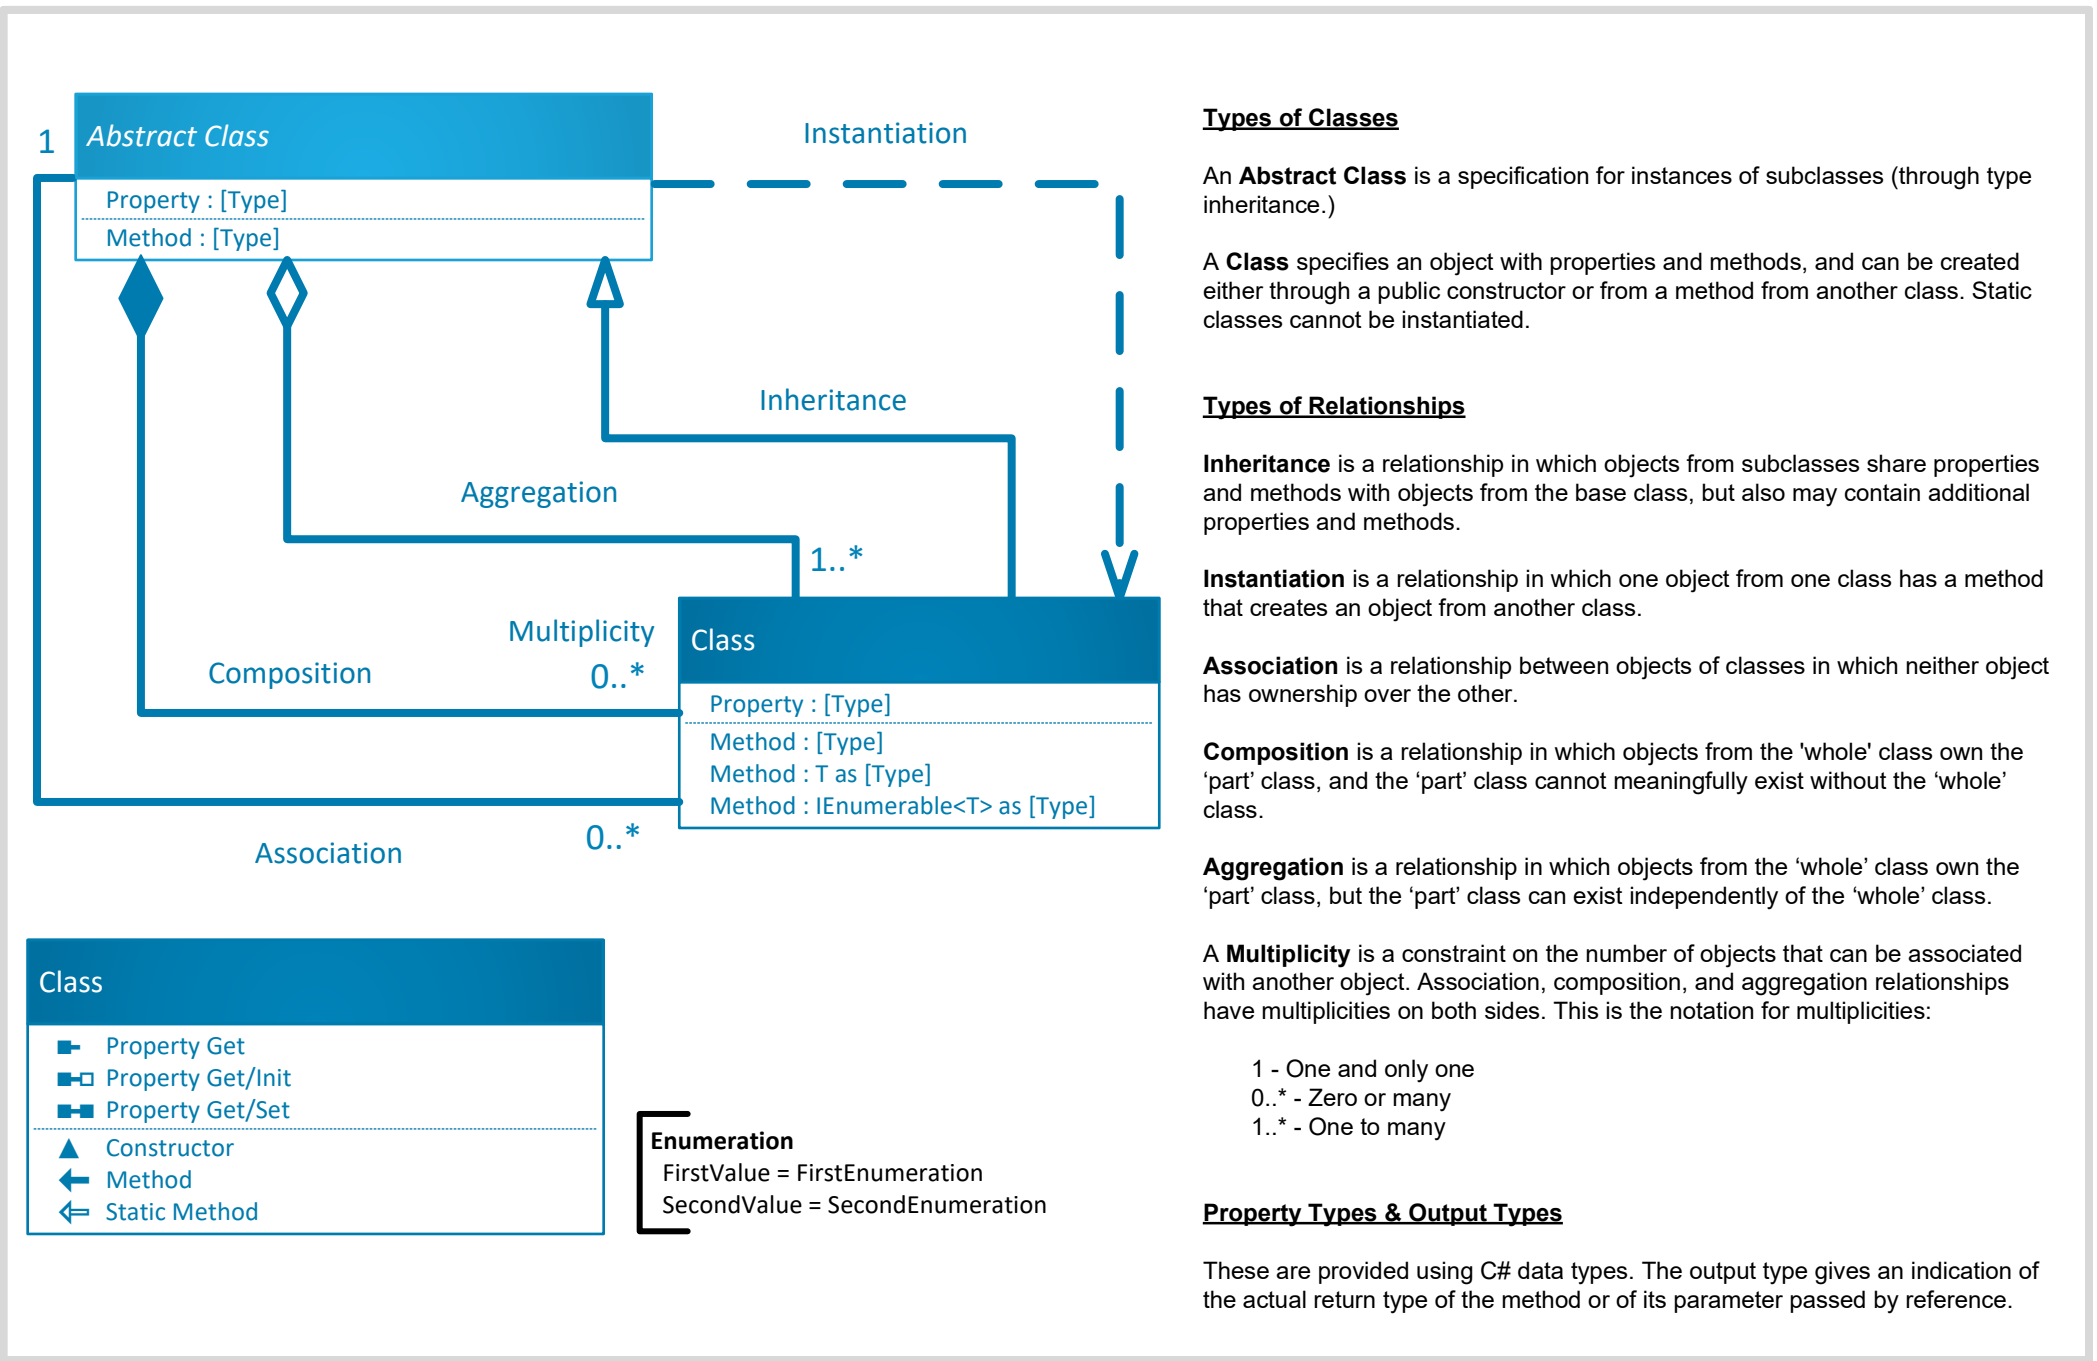 1
Abstract Class
Property : [Type]
Method : [Type]
Instantiation
Inheritance
Aggregation
1..*
Multiplicity
0..*
Composition
Class
Property : [Type]
Method : [Type]
Method : T as [Type]
Method : IEnumerable<T> as [Type]
0..*
Association
Class
Property Get
Property Get/Init
Property Get/Set
Constructor
Method
Static Method
Enumeration
FirstValue = FirstEnumeration
SecondValue = SecondEnumeration
Types of Classes
An Abstract Class is a specification for instances of subclasses (through type
inheritance.)
A Class specifies an object with properties and methods, and can be created
either through a public constructor or from a method from another class. Static
classes cannot be instantiated.
Types of Relationships
Inheritance is a relationship in which objects from subclasses share properties
and methods with objects from the base class, but also may contain additional
properties and methods.
Instantiation is a relationship in which one object from one class has a method
that creates an object from another class.
Association is a relationship between objects of classes in which neither object
has ownership over the other.
Composition is a relationship in which objects from the 'whole' class own the
‘part’ class, and the ‘part’ class cannot meaningfully exist without the ‘whole’
class.
Aggregation is a relationship in which objects from the ‘whole’ class own the
‘part’ class, but the ‘part’ class can exist independently of the ‘whole’ class.
A Multiplicity is a constraint on the number of objects that can be associated
with another object. Association, composition, and aggregation relationships
have multiplicities on both sides. This is the notation for multiplicities:
1 - One and only one
0..* - Zero or many
1..* - One to many
Property Types & Output Types
These are provided using C# data types. The output type gives an indication of
the actual return type of the method or of its parameter passed by reference.